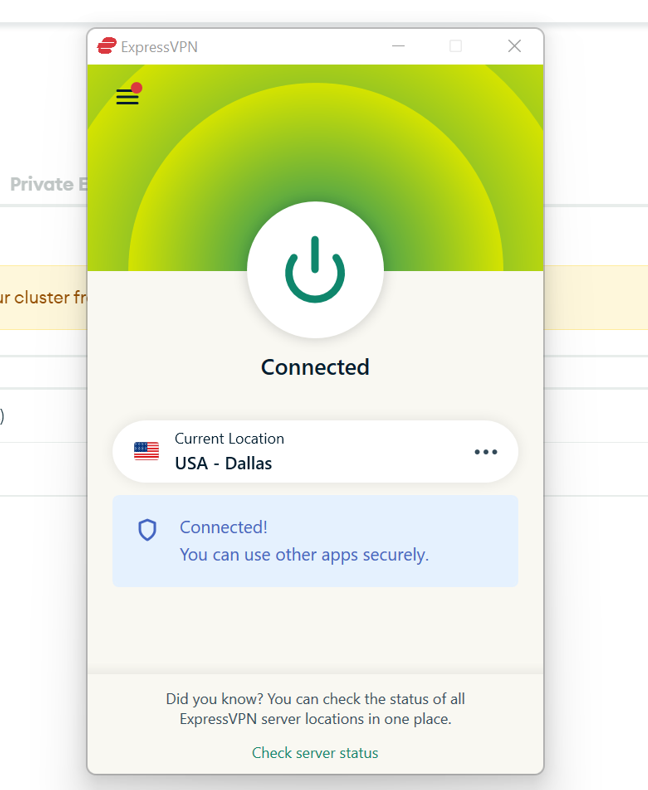 ExpressVPN
Private E
ur cluster fr
)
Connected
Current Location
USA - Dallas
Connected!
You can use other apps securely.
Did you know? You can check the status of all
ExpressVPN server locations in one place.
Check server status